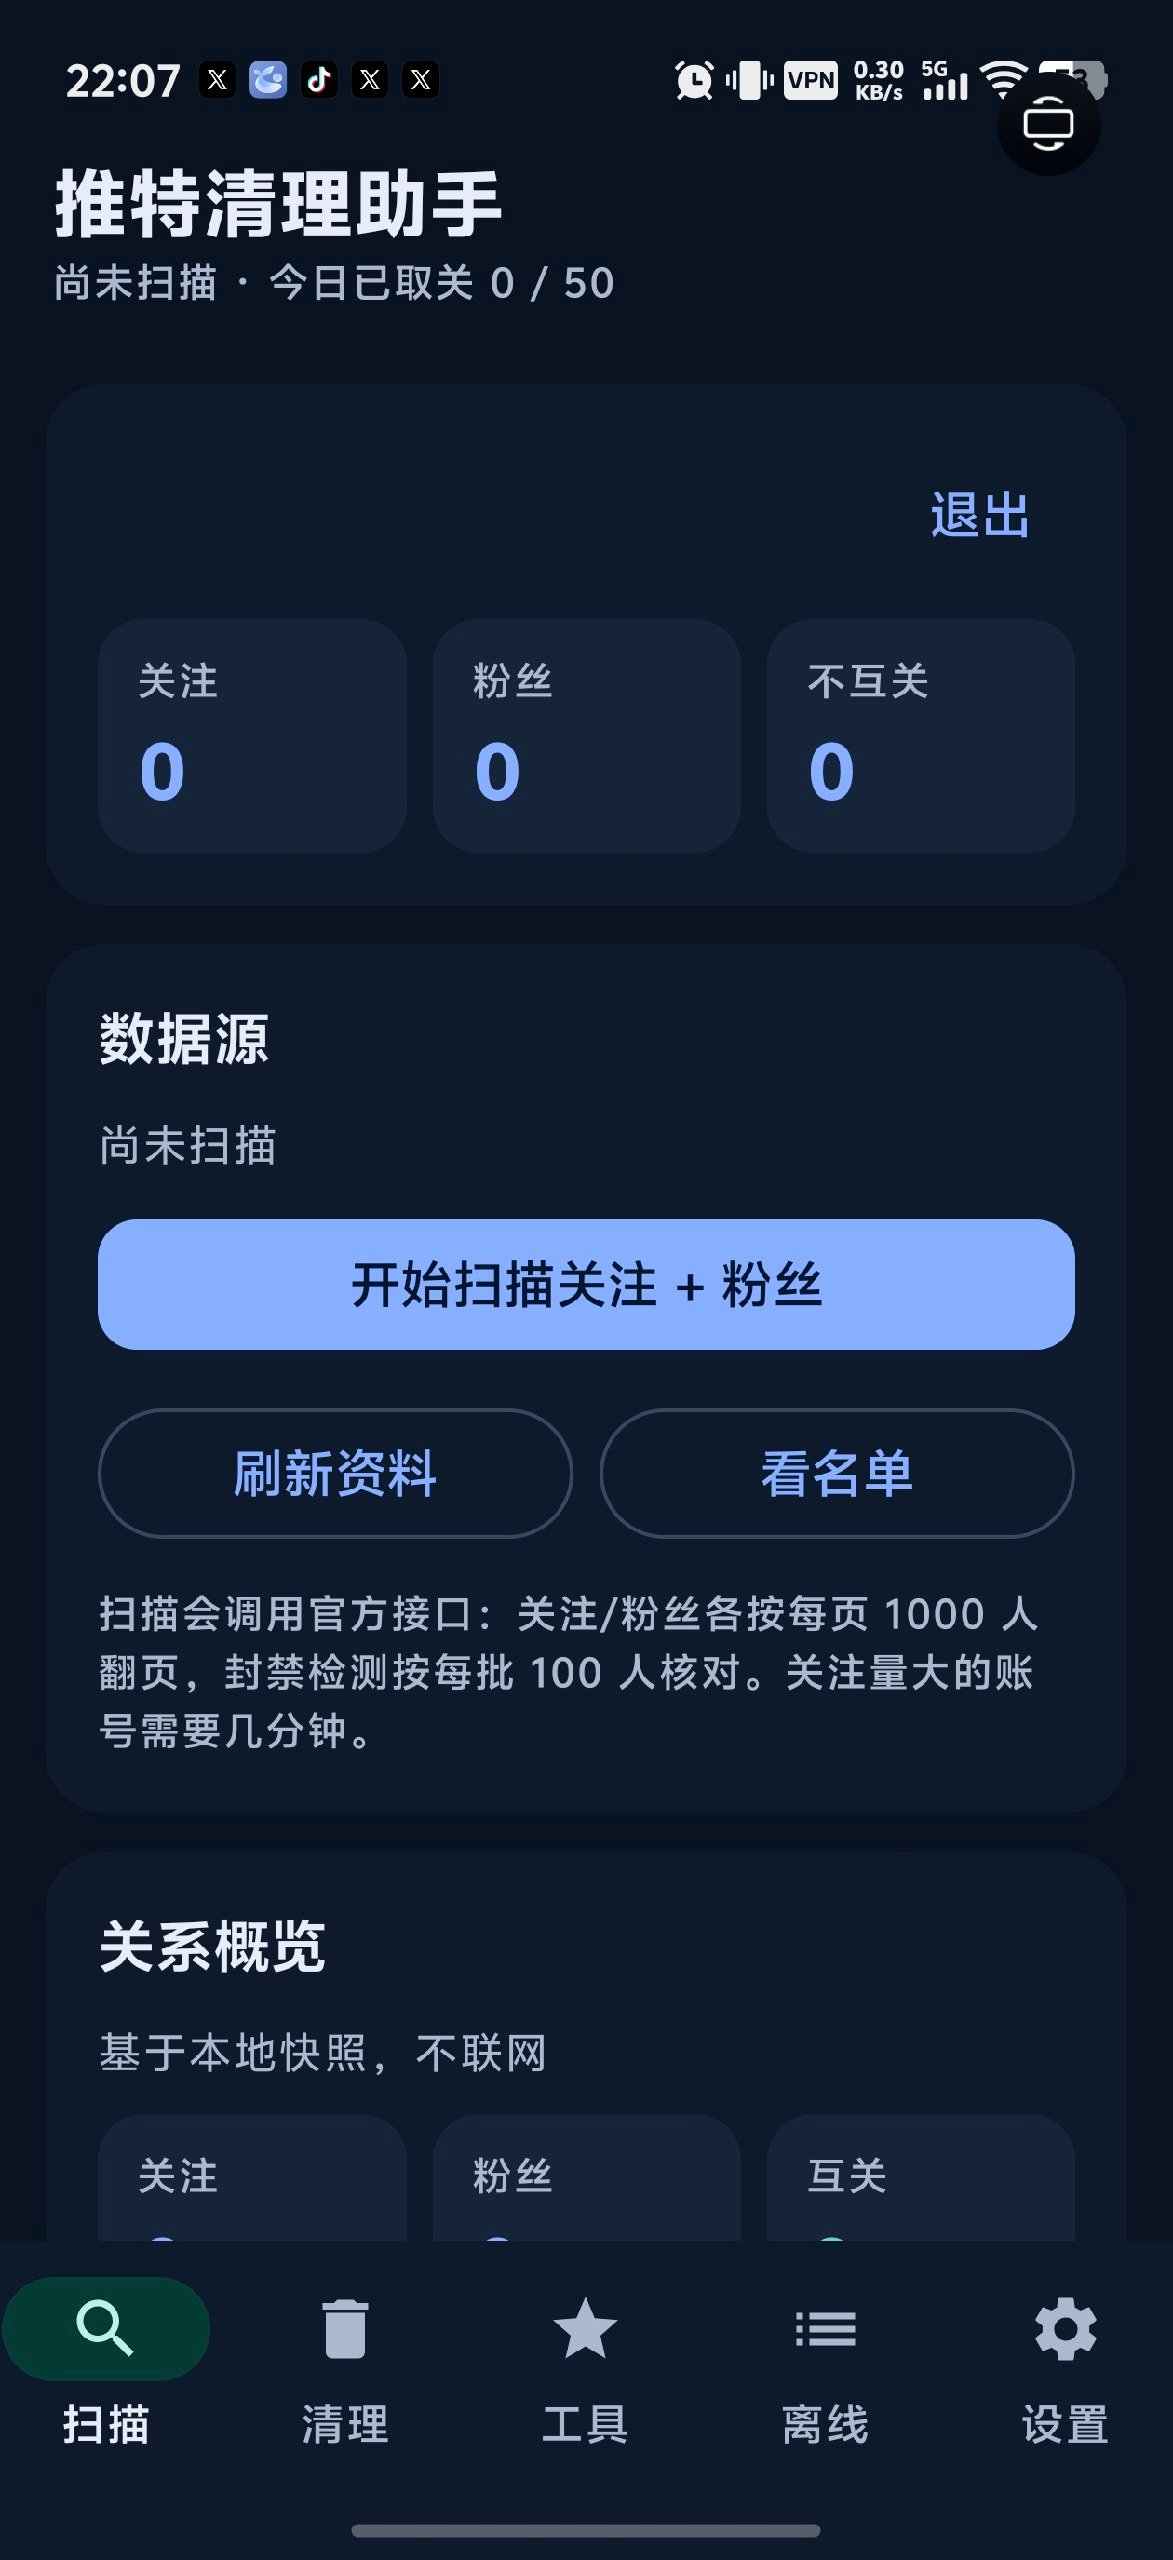 22:07
VPN
0.30
KB/s
5G
推特清理助手
尚未扫描 · 今日已取关 0 / 50
退出
关注
粉丝
不互关
0
0
0
数据源
尚未扫描
开始扫描关注 + 粉丝
刷新资料
看名单
扫描会调用官方接口：关注/粉丝各按每页 1000 人
翻页，封禁检测按每批 100 人核对。关注量大的账
号需要几分钟。
关系概览
基于本地快照，不联网
关注
粉丝
互关
扫描
清理
工具
离线
设置